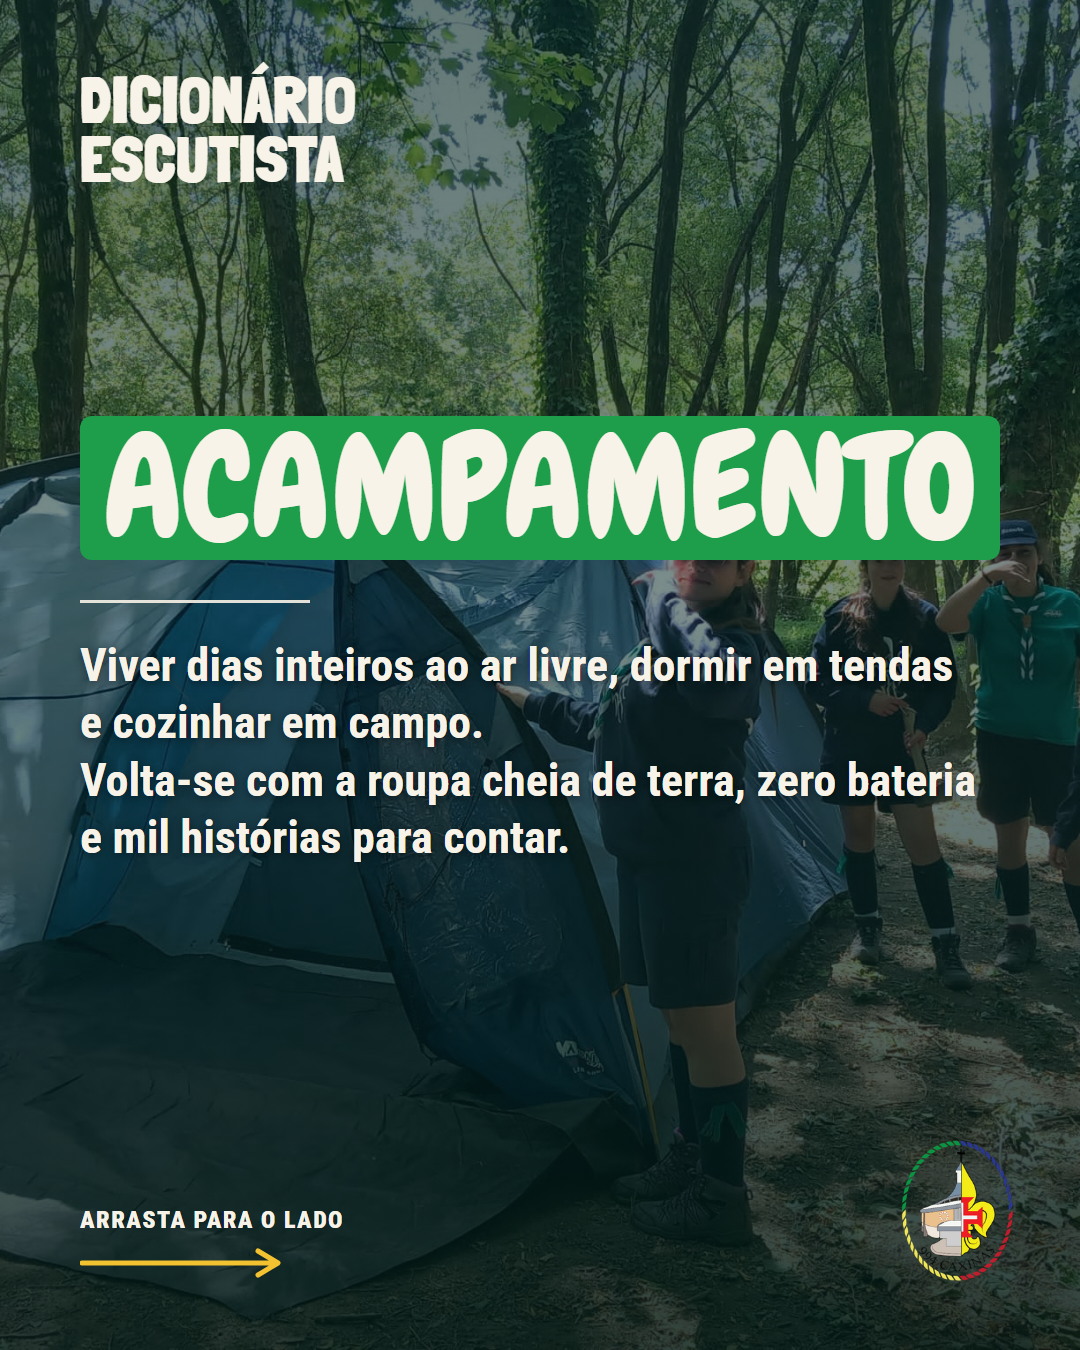 DICIONÁRIO
ESCUTISTA
ACAMPAMENTO
Viver dias inteiros ao ar livre, dormir em tendas
e cozinhar em campo.
Volta-se com a roupa cheia de terra, zero bateria
e mil histórias para contar.
ARRASTA PARA O LADO